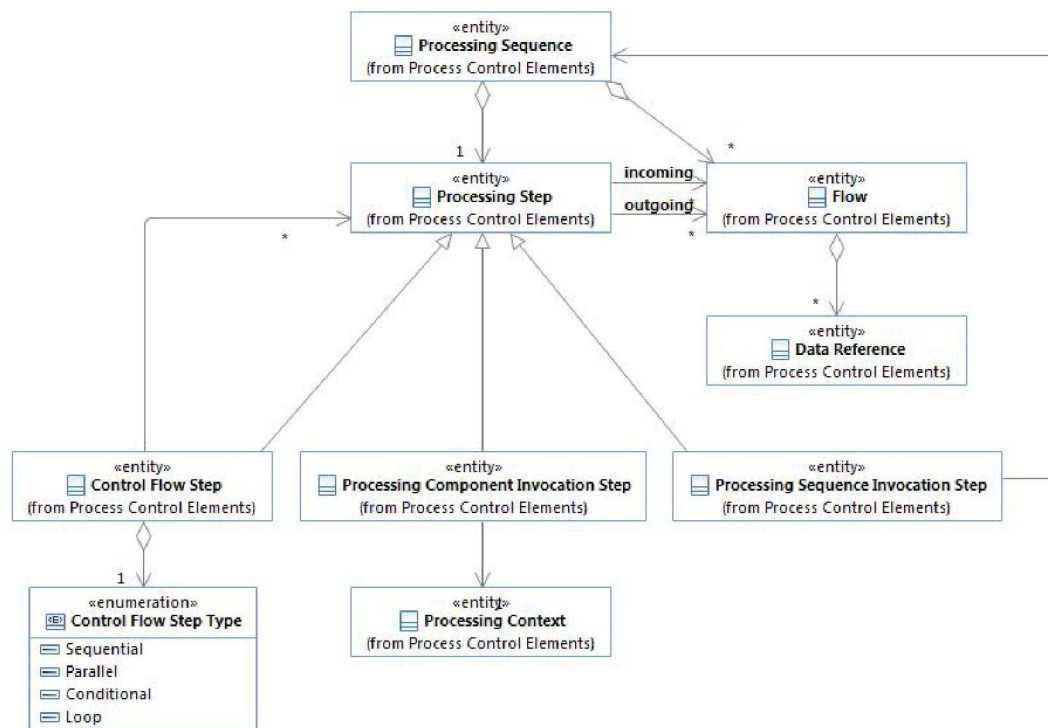 «entity»
Processing Sequence
(from Process Control Elements)
*
1
«entity»
Processing Step
(from Process Control Elements)
incoming
*
outgoing
*
«entity»
Flow
(from Process Control Elements)
*
*
«entity»
Data Reference
(from Process Control Elements)
«entity»
Control Flow Step
(from Process Control Elements)
«entity»
Processing Component Invocation Step
(from Process Control Elements)
«entity»
Processing Sequence Invocation Step
(from Process Control Elements)
1
«enumeration»
Control Flow Step Type
Sequential
Parallel
Conditional
Loop
«entity»
1
Processing Context
(from Process Control Elements)